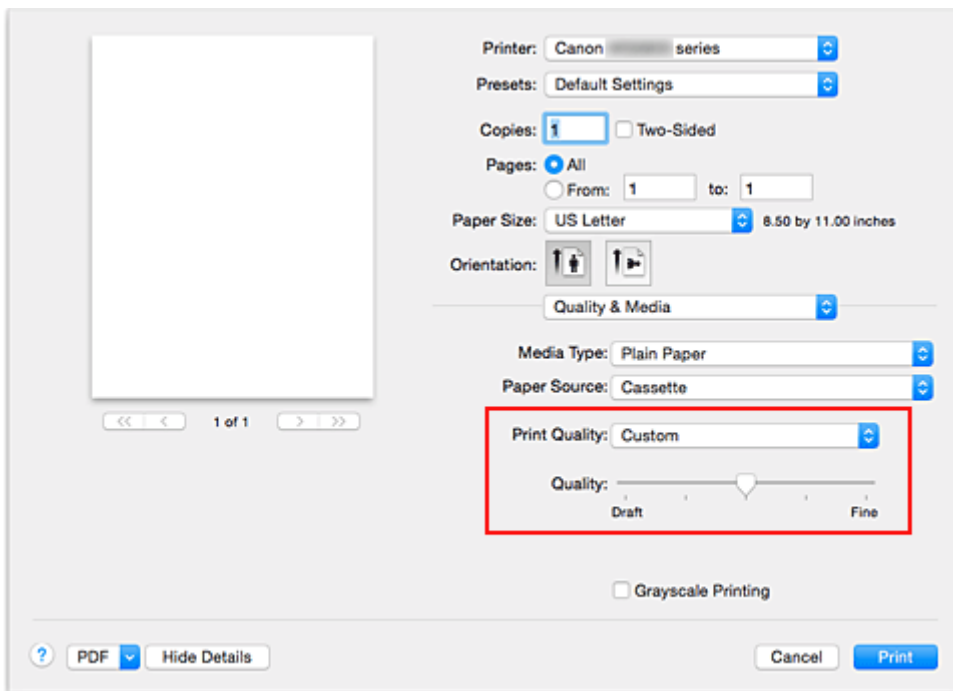 Printer: Canon series
Presets: Default Settings
Copies: 1 Two-Sided
Pages: All
From: 1 to: 1
Paper Size: US Letter 8.50 by 11.00 inches
Orientation:
Quality & Media
Media Type: Plain Paper
Paper Source: Cassette
<< < 1 of 1 > >>
Print Quality: Custom
Quality:
Draft Fine
Grayscale Printing
? PDF Hide Details Cancel Print